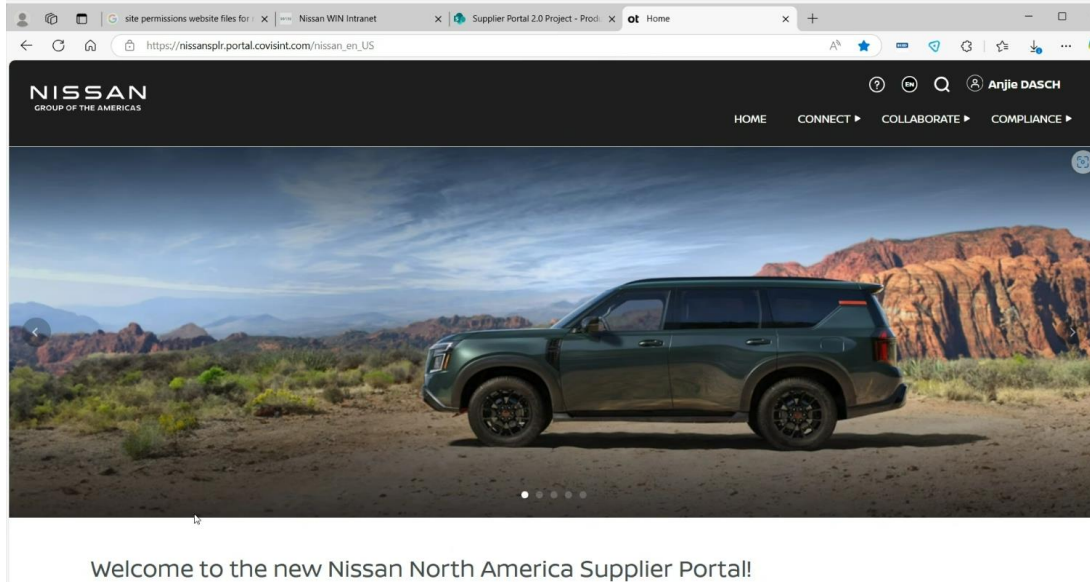 site permissions website files for
Nissan WIN Intranet
Supplier Portal 2.0 Project - Prod
ot Home
https://nissansplr.portal.covisint.com/nissan_en_US
NISSAN
GROUP OF THE AMERICAS
EN
Anjie DASCH
HOME CONNECT COLLABORATE COMPLIANCE
Welcome to the new Nissan North America Supplier Portal!